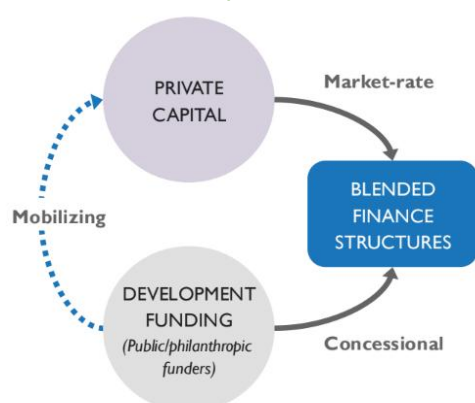 PRIVATE
CAPITAL
Market-rate
BLENDED
FINANCE
STRUCTURES
Mobilizing
DEVELOPMENT
FUNDING
(Public/philanthropic
funders)
Concessional